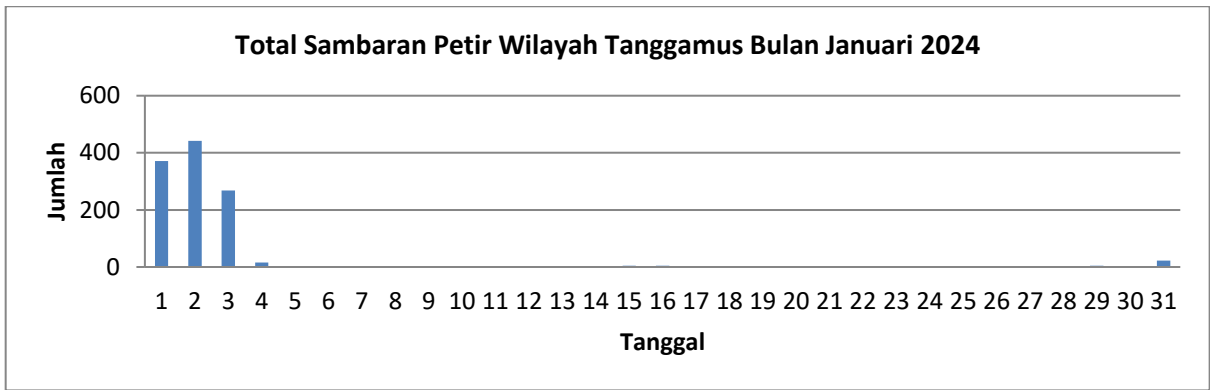 Total Sambaran Petir Wilayah Tanggamus Bulan Januari 2024
600
400
200
0
Jumlah
1 2 3 4 5 6 7 8 9 10 11 12 13 14 15 16 17 18 19 20 21 22 23 24 25 26 27 28 29 30 31
Tanggal